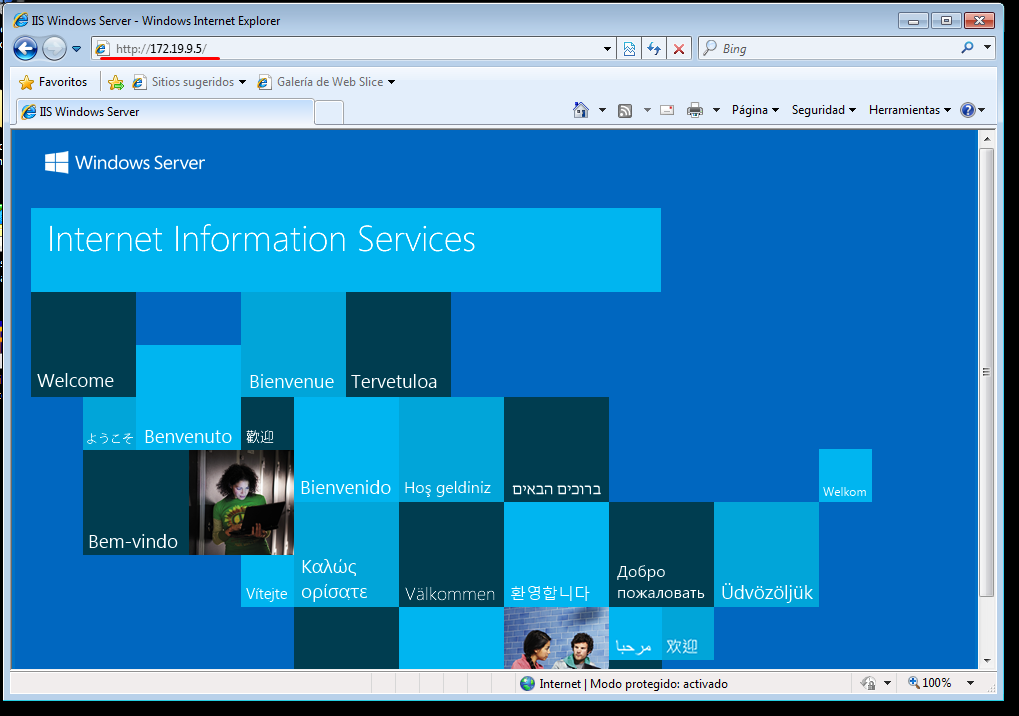 IIS Windows Server - Windows Internet Explorer
http://172.19.9.5/
Bing
Favoritos
Sitios sugeridos
Galería de Web Slice
IIS Windows Server
Página
Seguridad
Herramientas
Windows Server
Internet Information Services
Welcome
Bienvenue
Tervetuloa
ようこそ
Benvenuto
歡迎
Bienvenido
Hoş geldiniz
ברוכים הבאים
Welkom
Bem-vindo
Vítejte
Καλώς
ορίσατε
Välkommen
환영합니다
Добро
пожаловать
Üdvözöljük
مرحبا
欢迎
Internet | Modo protegido: activado
100%